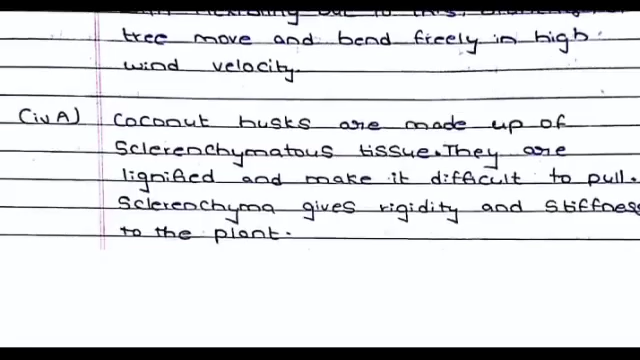 tree move and bend freely in high
wind velocity.
(iv A) Coconut husks are made up of
Sclerenchymatous tissue. They are
lignified and make it difficult to pull.
Sclerenchyma gives rigidity and stiffness
to the plant.